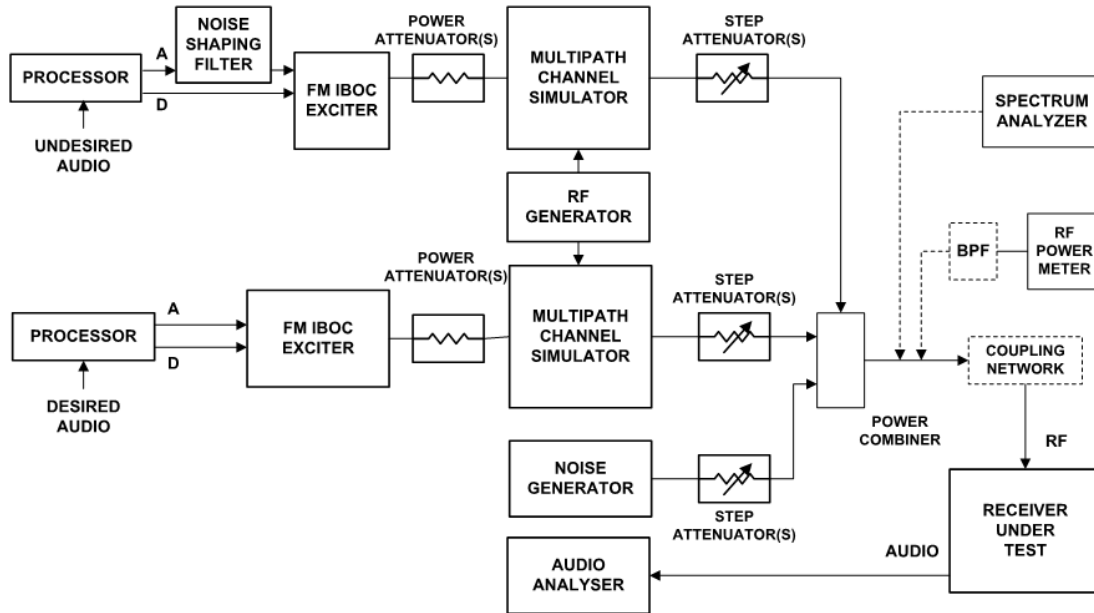 NOISE
SHAPING
FILTER
A
PROCESSOR
D
UNDESIRED
AUDIO
FM IBOC
EXCITER
POWER
ATTENUATOR(S)
MULTIPATH
CHANNEL
SIMULATOR
STEP
ATTENUATOR(S)
SPECTRUM
ANALYZER
RF
GENERATOR
BPF
RF
POWER
METER
A
PROCESSOR
D
DESIRED
AUDIO
FM IBOC
EXCITER
POWER
ATTENUATOR(S)
MULTIPATH
CHANNEL
SIMULATOR
STEP
ATTENUATOR(S)
COUPLING
NETWORK
POWER
COMBINER
RF
NOISE
GENERATOR
STEP
ATTENUATOR(S)
RECEIVER
UNDER
TEST
AUDIO
AUDIO
ANALYSER